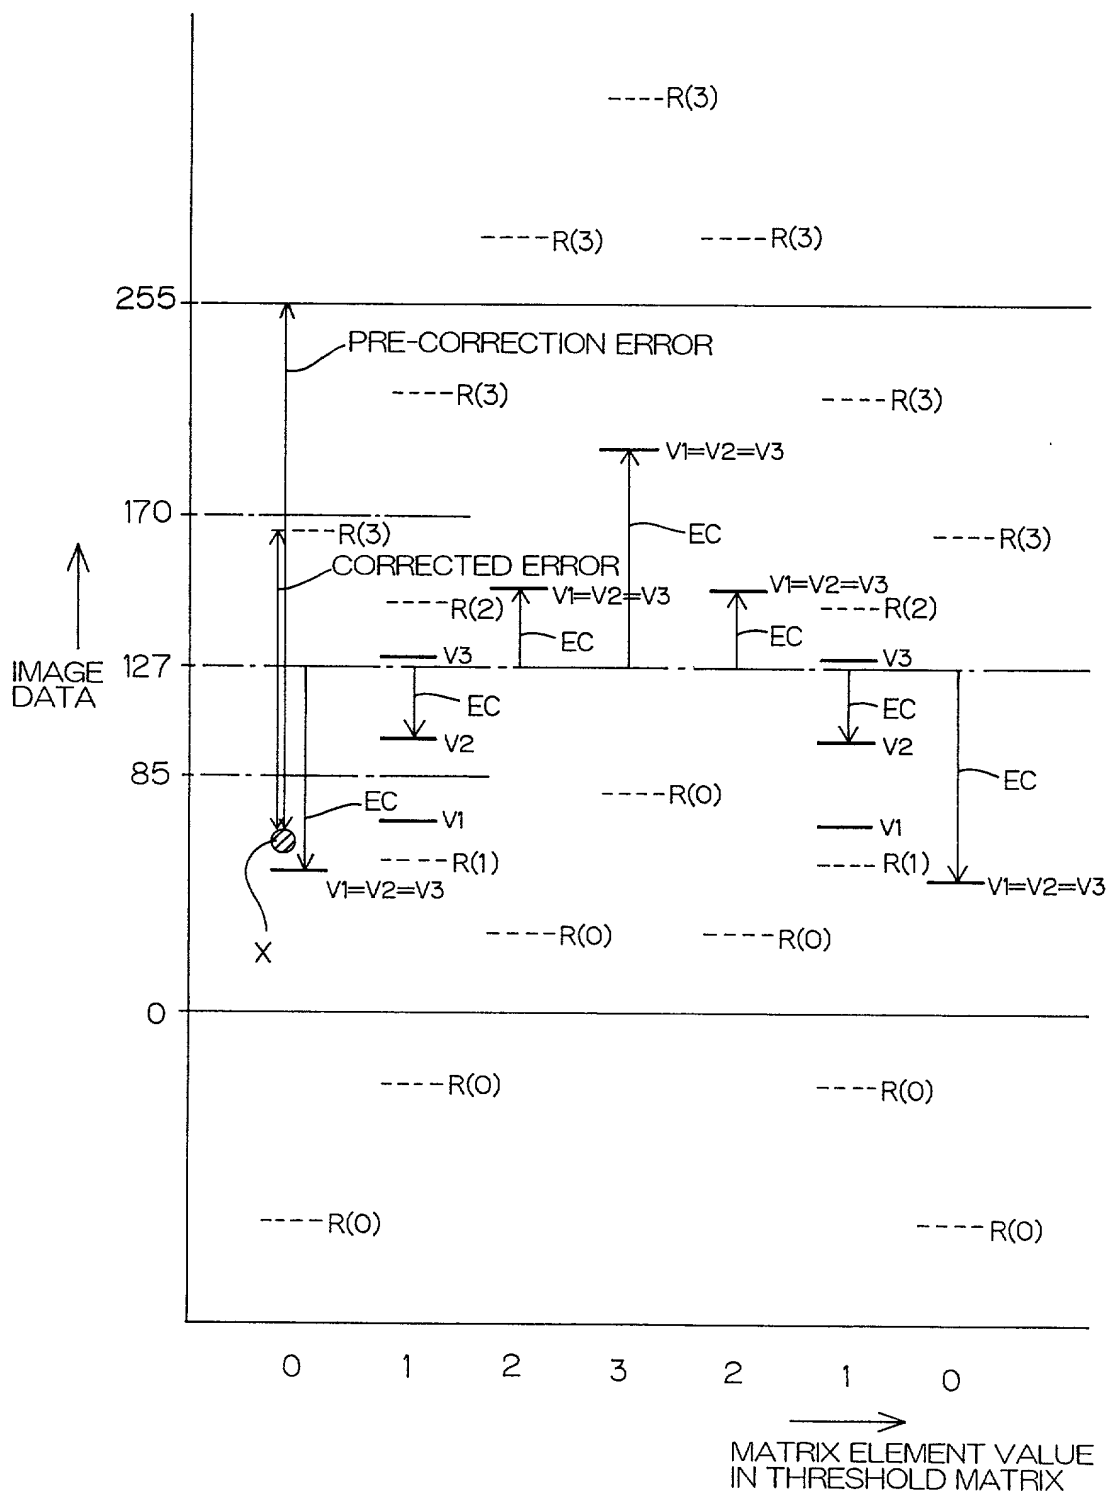 R(3)
R(3)
R(3)
255
PRE-CORRECTION ERROR
R(3)
R(3)
V1=V2=V3
170
R(3)
EC
R(3)
CORRECTED ERROR
V1=V2=V3
V1=V2=V3
R(2)
R(2)
EC
EC
IMAGE
DATA
127
V3
V3
EC
EC
V2
V2
85
EC
R(0)
EC
V1
V1
R(1)
R(1)
V1=V2=V3
V1=V2=V3
X
R(0)
R(0)
0
R(0)
R(0)
R(0)
R(0)
0 1 2 3 2 1 0
MATRIX ELEMENT VALUE
IN THRESHOLD MATRIX